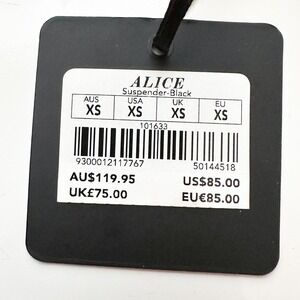 ALICE
Suspender-Black
AUS USA UK EU
XS XS XS XS
101633
9300012117767 50144518
AU$119.95 US$85.00
UK£75.00 EU€85.00